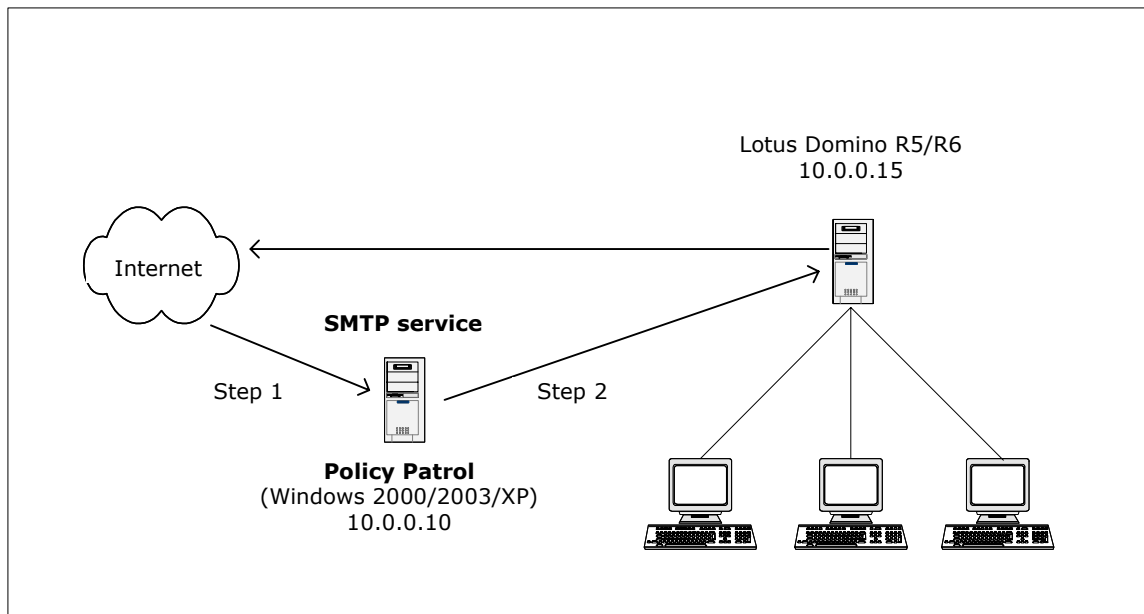 Lotus Domino R5/R6
10.0.0.15
Internet
SMTP service
Step 1
Step 2
Policy Patrol
(Windows 2000/2003/XP)
10.0.0.10